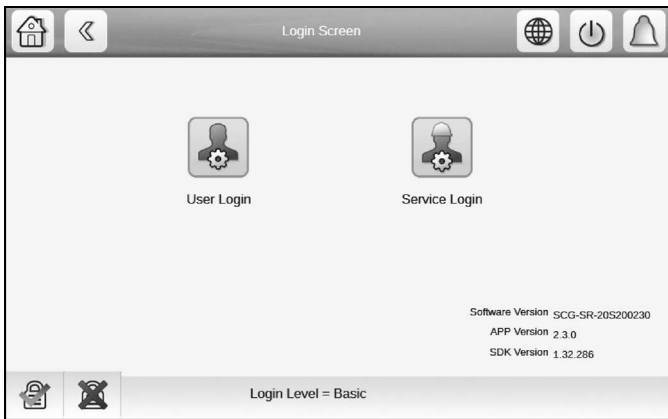 Login Screen
User Login
Service Login
Software Version SCG-SR-20S200230
APP Version 2.3.0
SDK Version 1.32.286
Login Level = Basic